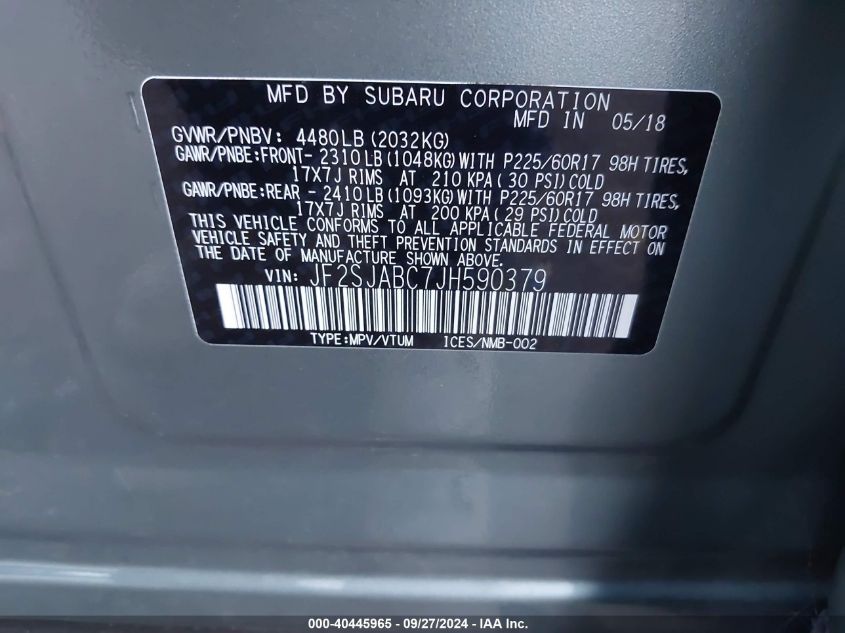 MFD BY SUBARU CORPORATION
MFD IN 05/18
GVWR/PNBV: 4480LB(2032KG)
GAWR/PNBE:FRONT- 2310LB(1048KG)WITH P225/60R17 98H TIRES,
17X7J RIMS AT 210 KPA(30 PSI)COLD
GAWR/PNBE:REAR - 2410LB(1093KG)WITH P225/60R17 98H TIRES,
17X7J RIMS AT 200 KPA(29 PSI)COLD
THIS VEHICLE CONFORMS TO ALL APPLICABLE FEDERAL MOTOR
VEHICLE SAFETY AND THEFT PREVENTION STANDARDS IN EFFECT ON
THE DATE OF MANUFACTURE SHOWN ABOVE.
VIN: JF2SJABC7JH590379
TYPE:MPV/VTUM ICES/NMB-002
000-40445965 - 09/27/2024 - IAA Inc.